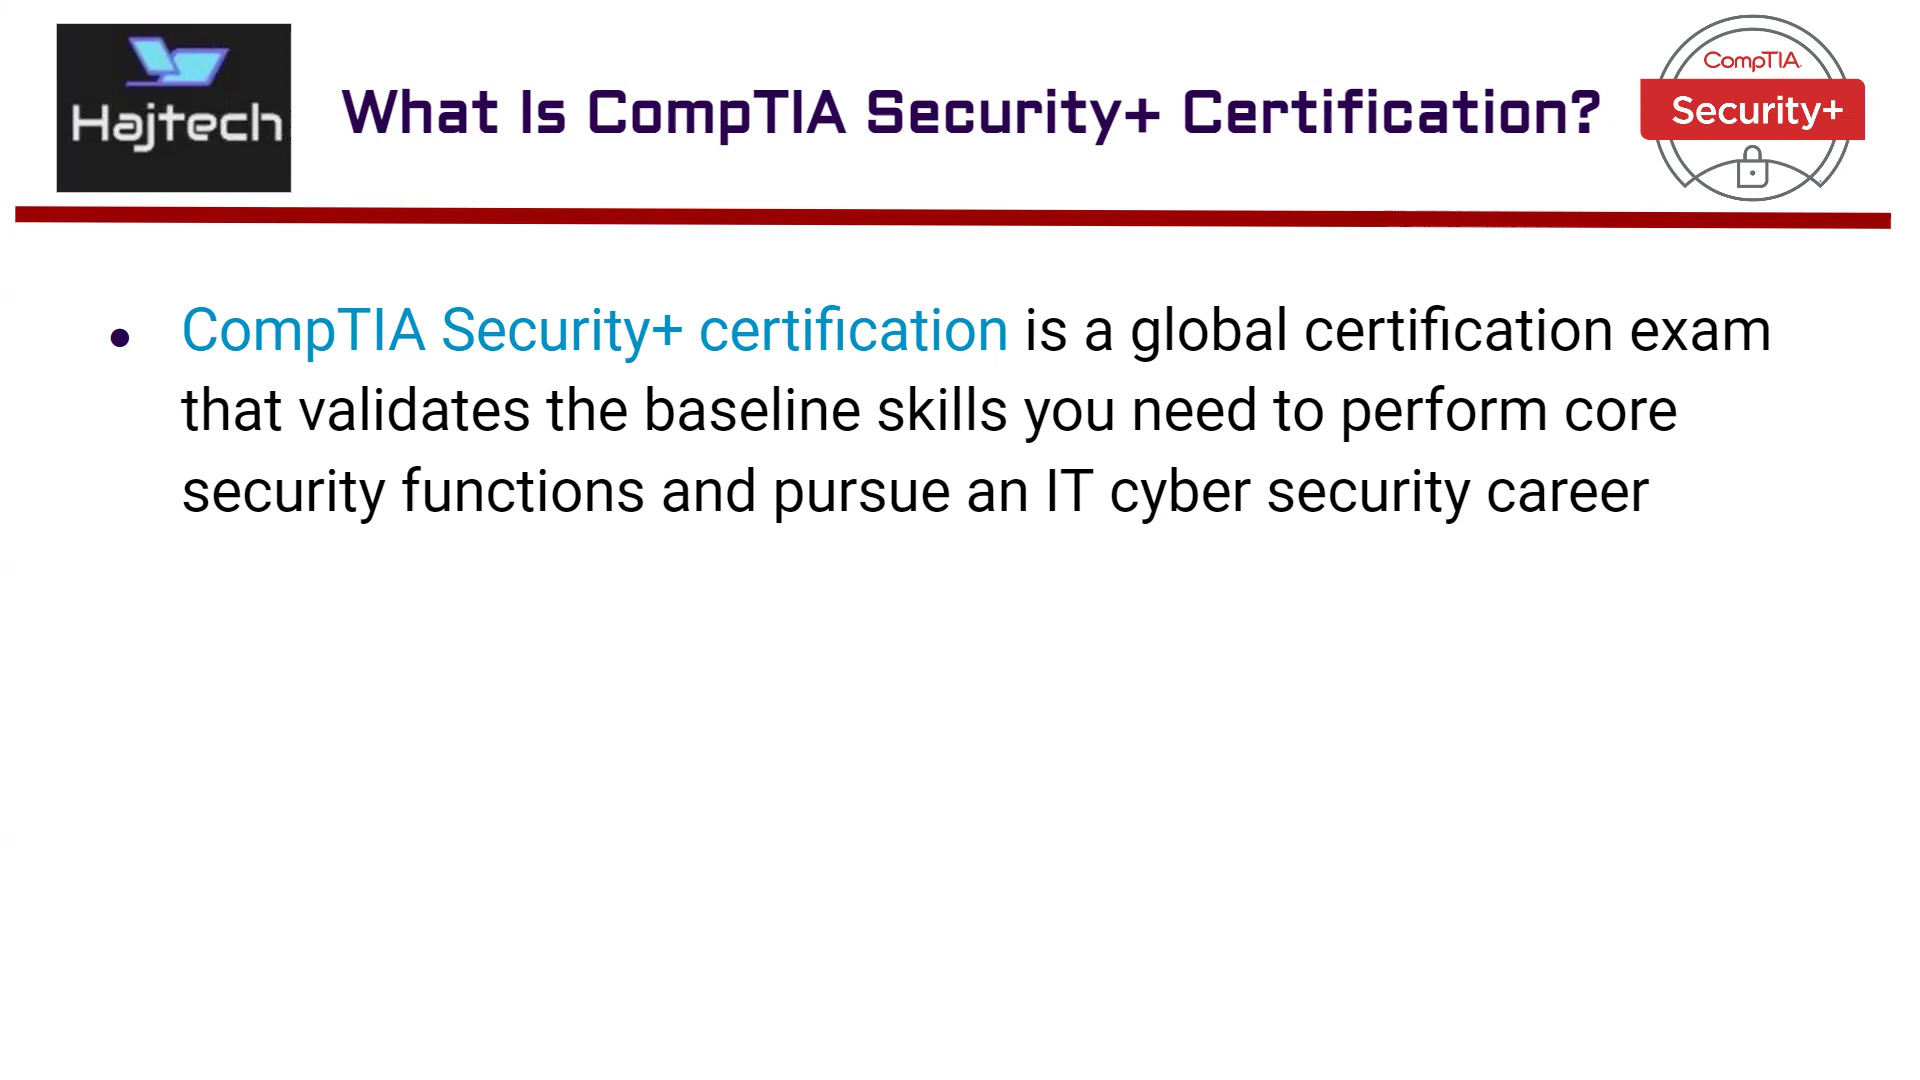 Hajtech
What Is CompTIA Security+ Certification?
CompTIA
Security+
● CompTIA Security+ certification is a global certification exam
that validates the baseline skills you need to perform core
security functions and pursue an IT cyber security career